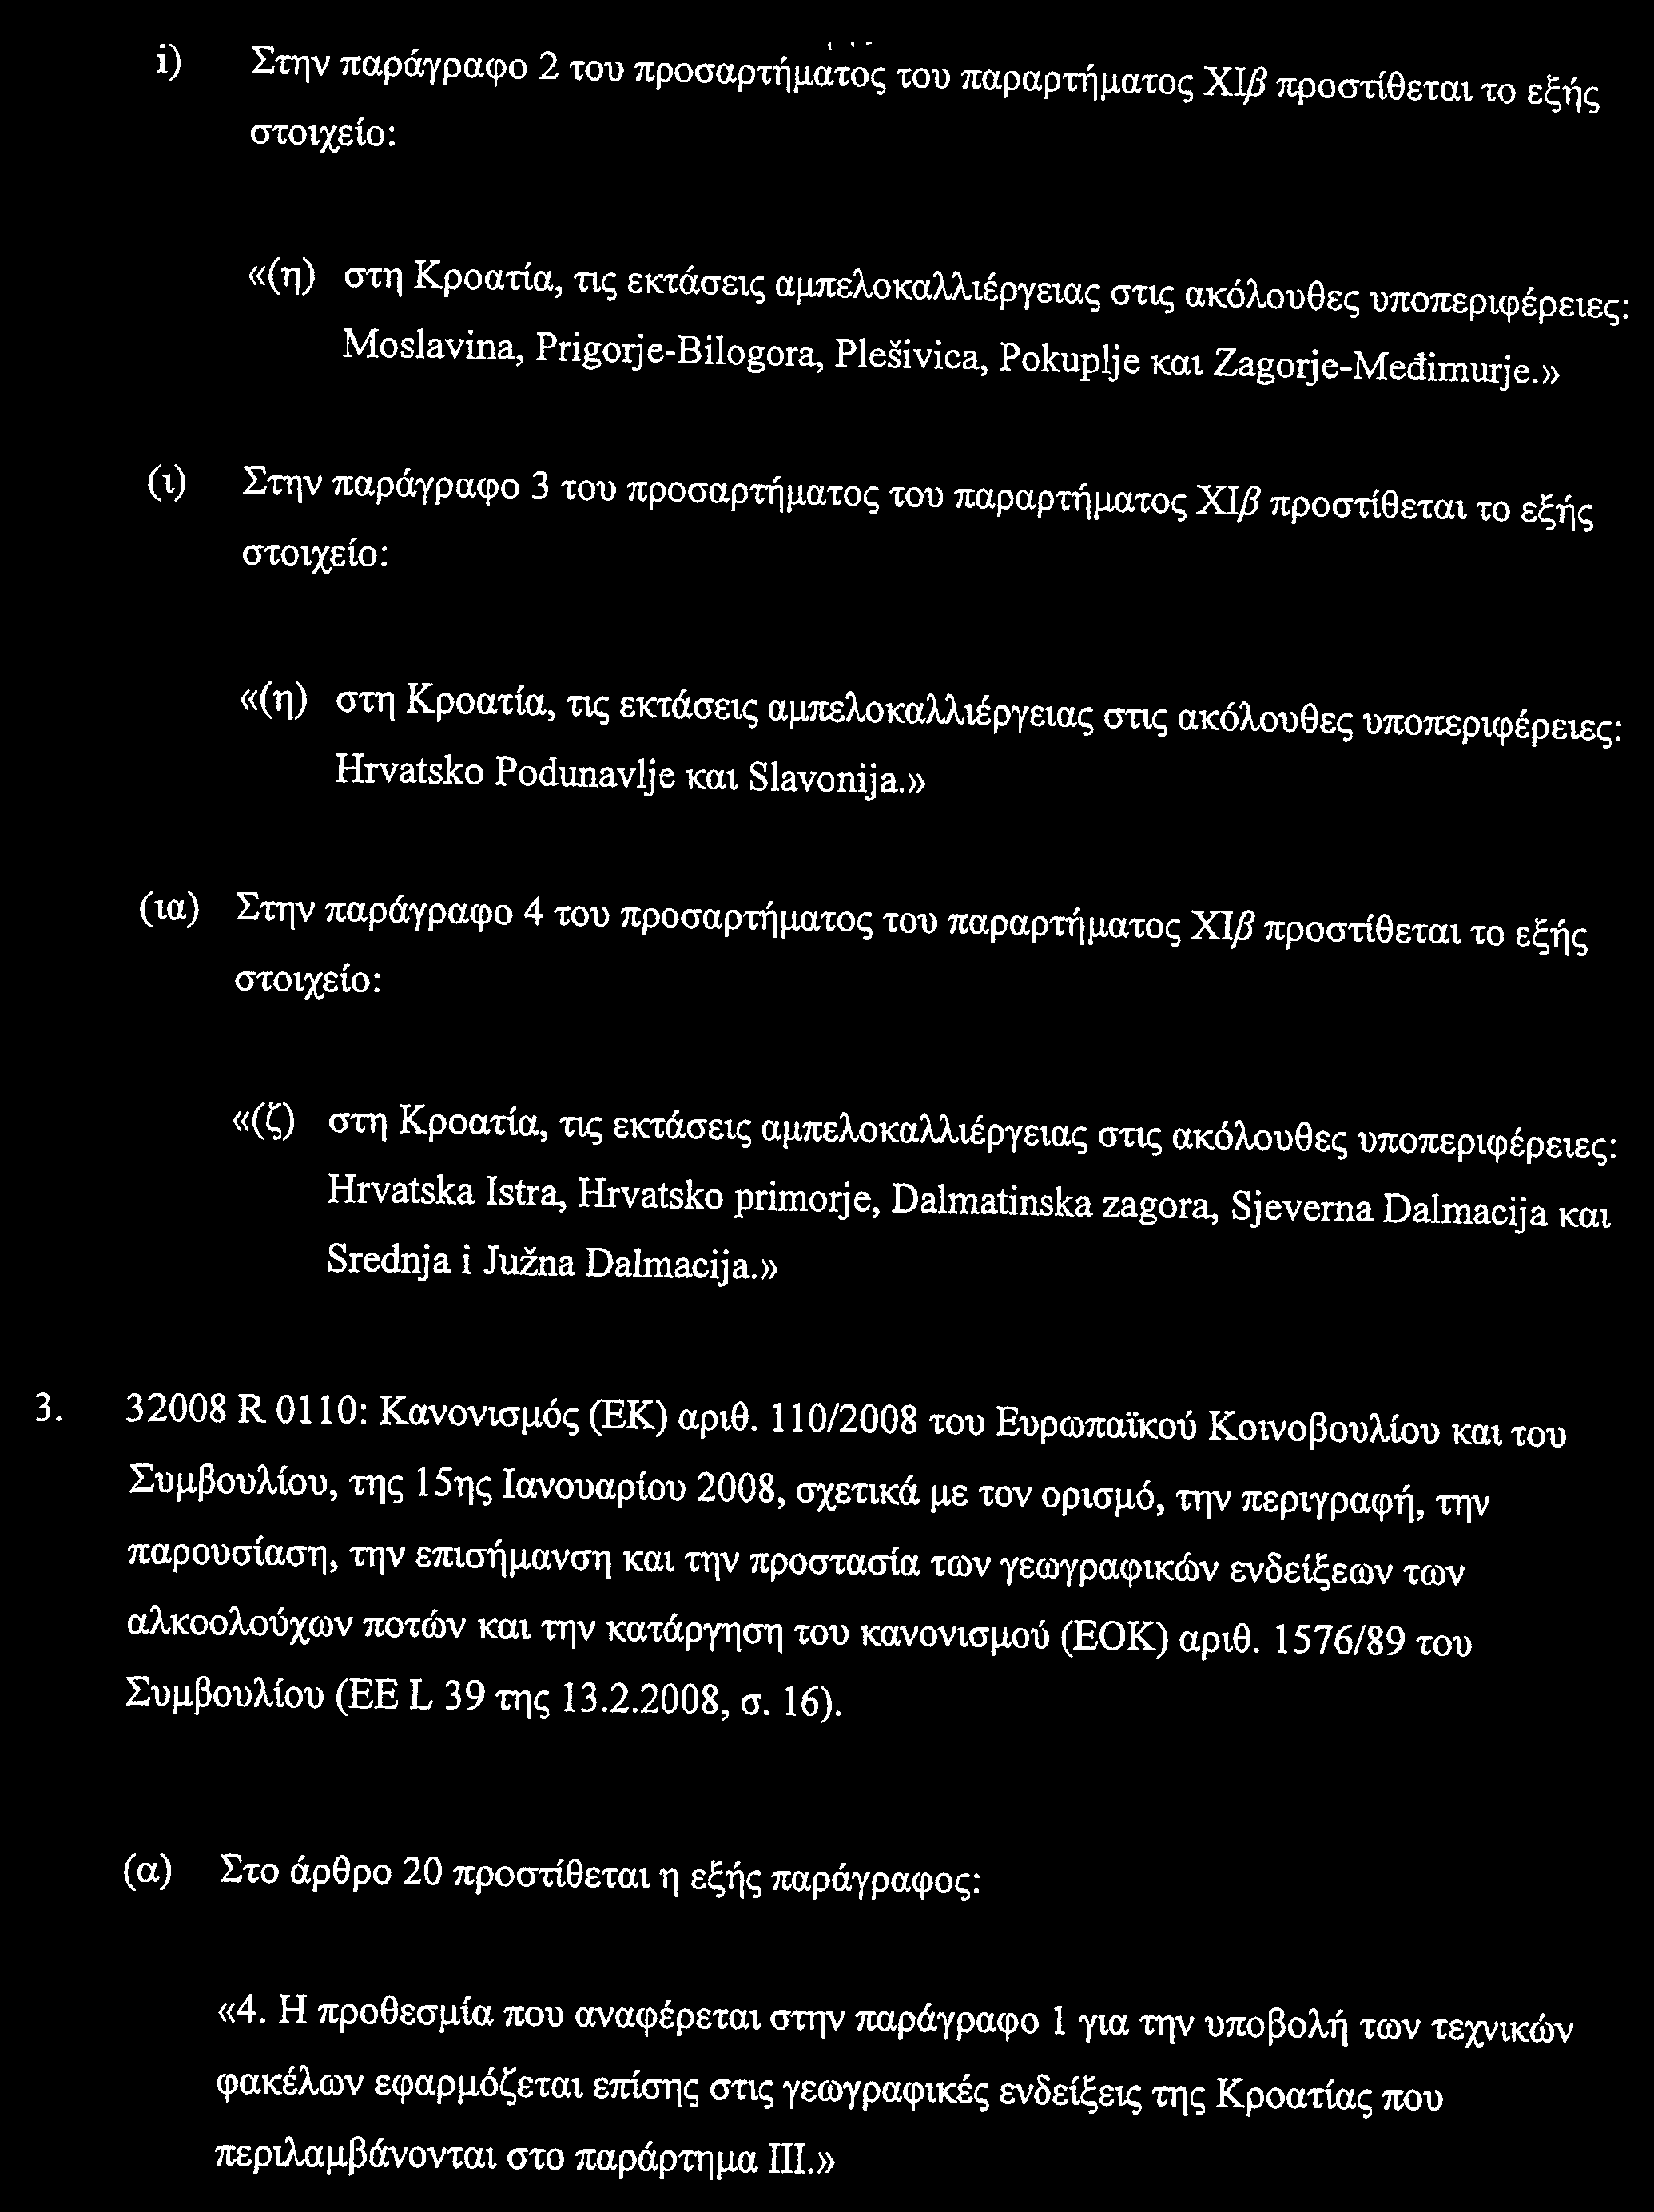 i) Στην παράγραφο 2 του προσαρτήματος του παραρτήματος XIβ προστίθεται το εξής
στοιχείο:
«(η) στη Κροατία, τις εκτάσεις αμπελοκαλλιέργειας στις ακόλουθες υποπεριφέρειες:
Moslavina, Prigorje-Bilogora, Plešivica, Pokuplje και Zagorje-Međimurje.»
(ι) Στην παράγραφο 3 του προσαρτήματος του παραρτήματος XIβ προστίθεται το εξής
στοιχείο:
«(η) στη Κροατία, τις εκτάσεις αμπελοκαλλιέργειας στις ακόλουθες υποπεριφέρειες:
Hrvatsko Podunavlje και Slavonija.»
(ια) Στην παράγραφο 4 του προσαρτήματος του παραρτήματος XIβ προστίθεται το εξής
στοιχείο:
«(ζ) στη Κροατία, τις εκτάσεις αμπελοκαλλιέργειας στις ακόλουθες υποπεριφέρειες:
Hrvatska Istra, Hrvatsko primorje, Dalmatinska zagora, Sjeverna Dalmacija και
Srednja i Južna Dalmacija.»
3. 32008 R 0110: Κανονισμός (ΕΚ) αριθ. 110/2008 του Ευρωπαϊκού Κοινοβουλίου και του
Συμβουλίου, της 15ης Ιανουαρίου 2008, σχετικά με τον ορισμό, την περιγραφή, την
παρουσίαση, την επισήμανση και την προστασία των γεωγραφικών ενδείξεων των
αλκοολούχων ποτών και την κατάργηση του κανονισμού (ΕΟΚ) αριθ. 1576/89 του
Συμβουλίου (ΕΕ L 39 της 13.2.2008, σ. 16).
(α) Στο άρθρο 20 προστίθεται η εξής παράγραφος:
«4. Η προθεσμία που αναφέρεται στην παράγραφο 1 για την υποβολή των τεχνικών
φακέλων εφαρμόζεται επίσης στις γεωγραφικές ενδείξεις της Κροατίας που
περιλαμβάνονται στο παράρτημα III.»